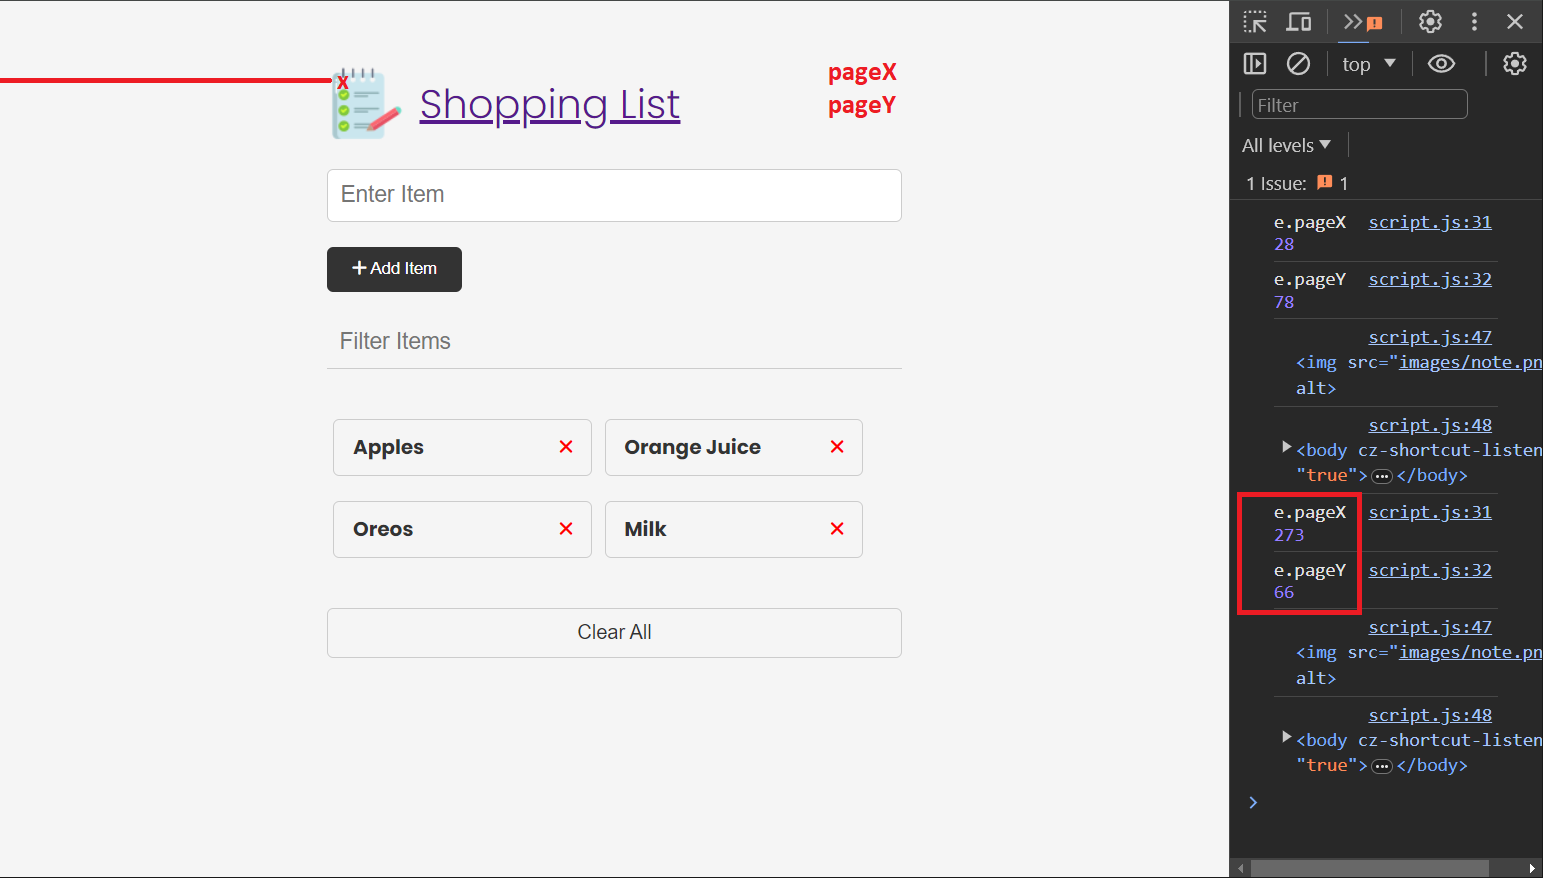 x
Shopping List
pageX
pageY
Enter Item
Add Item
Filter Items
Apples
Orange Juice
Oreos
Milk
Clear All
top
Filter
All levels
1 Issue: 1
e.pageX script.js:31
28
e.pageY script.js:32
78
script.js:47
<img src="images/note.pn
alt>
script.js:48
<body cz-shortcut-listen
"true">…</body>
e.pageX script.js:31
273
e.pageY script.js:32
66
script.js:47
<img src="images/note.pn
alt>
script.js:48
<body cz-shortcut-listen
"true">…</body>